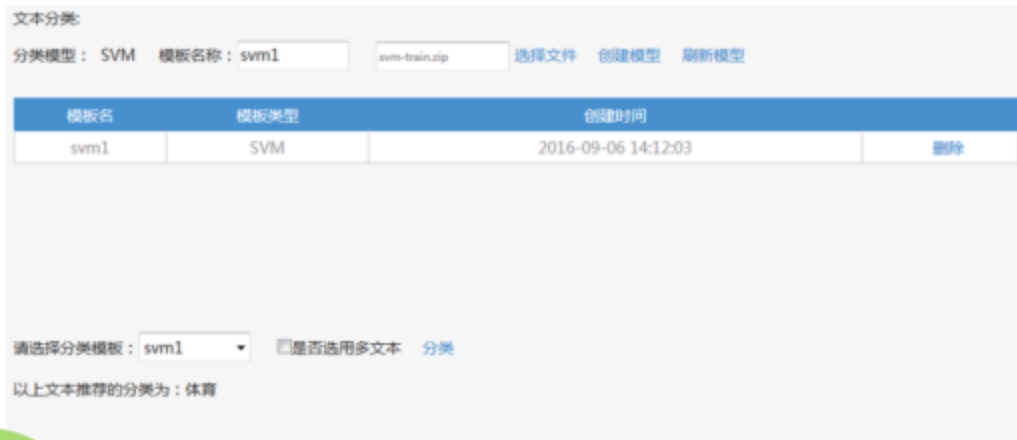 文本分类:
分类模型： SVM 模板名称：svm1 svm-train.zip 选择文件 创建模型 刷新模型
模板名 模板类型 创建时间
svm1 SVM 2016-09-06 14:12:03 删除
请选择分类模板：svm1 是否选用多文本 分类
以上文本推荐的分类为：体育